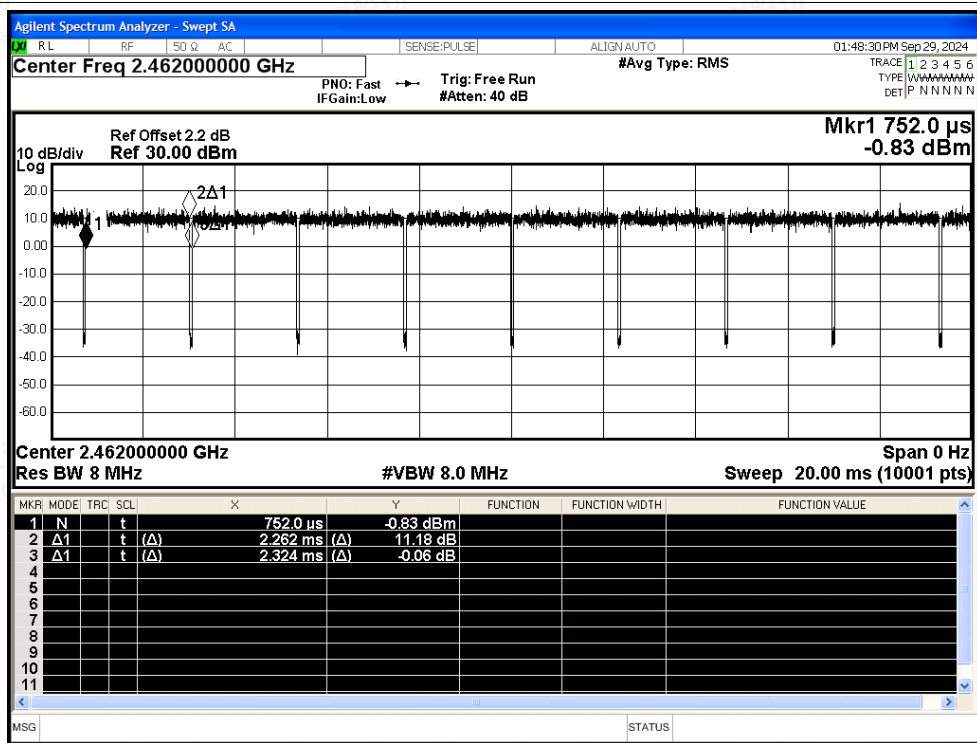 Agilent Spectrum Analyzer - Swept SA
LXI RL RF 50 Ω AC SENSE:PULSE ALIGN AUTO 01:48:30 PM Sep 29, 2024
Center Freq 2.462000000 GHz #Avg Type: RMS TRACE 1 2 3 4 5 6
PNO: Fast Trig: Free Run TYPE
IFGain:Low #Atten: 40 dB DET P N N N N N
Mkr1 752.0 µs
Ref Offset 2.2 dB
10 dB/div Ref 30.00 dBm -0.83 dBm
Log
20.0
2Δ1
10.0
1 3Δ1
0.00
-10.0
-20.0
-30.0
-40.0
-50.0
-60.0
Center 2.462000000 GHz Span 0 Hz
Res BW 8 MHz #VBW 8.0 MHz Sweep 20.00 ms (10001 pts)
MKR MODE TRC SCL X Y FUNCTION FUNCTION WIDTH FUNCTION VALUE
1 N t 752.0 µs -0.83 dBm
2 Δ1 t (Δ) 2.262 ms (Δ) 11.18 dB
3 Δ1 t (Δ) 2.324 ms (Δ) -0.06 dB
4
5
6
7
8
9
10
11
MSG STATUS